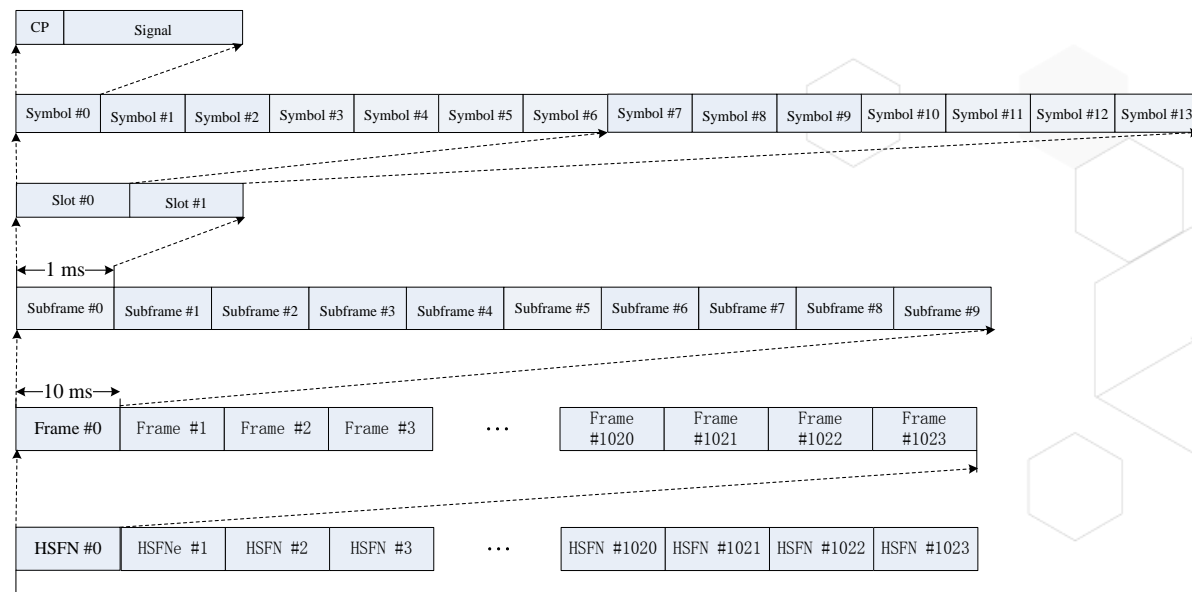 CP Signal
Symbol #0 Symbol #1 Symbol #2 Symbol #3 Symbol #4 Symbol #5 Symbol #6 Symbol #7 Symbol #8 Symbol #9 Symbol #10 Symbol #11 Symbol #12 Symbol #13
Slot #0 Slot #1
1 ms
Subframe #0 Subframe #1 Subframe #2 Subframe #3 Subframe #4 Subframe #5 Subframe #6 Subframe #7 Subframe #8 Subframe #9
10 ms
Frame #0 Frame #1 Frame #2 Frame #3 ... Frame #1020 Frame #1021 Frame #1022 Frame #1023
HSFN #0 HSFNe #1 HSFN #2 HSFN #3 ... HSFN #1020 HSFN #1021 HSFN #1022 HSFN #1023